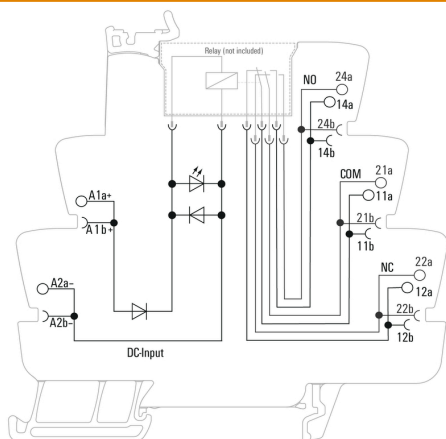 Relay (not included)
NO
24a
14a
24b
14b
COM
21a
11a
21b
11b
A1a+
A1b+
NC
22a
12a
22b
12b
A2a-
A2b-
DC-Input